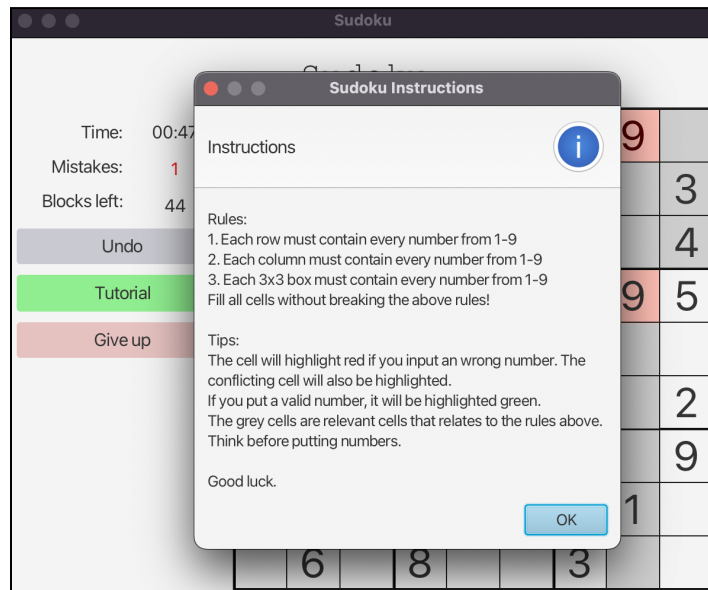 Sudoku
Sudoku Instructions
Time: 00:47
Mistakes: 1
Blocks left: 44
Undo
Tutorial
Give up
Instructions
Rules:
1. Each row must contain every number from 1-9
2. Each column must contain every number from 1-9
3. Each 3x3 box must contain every number from 1-9
Fill all cells without breaking the above rules!
Tips:
The cell will highlight red if you input an wrong number. The
conflicting cell will also be highlighted.
If you put a valid number, it will be highlighted green.
The grey cells are relevant cells that relates to the rules above.
Think before putting numbers.
Good luck.
OK
9
3
4
9 5
2
9
1
6 8 3